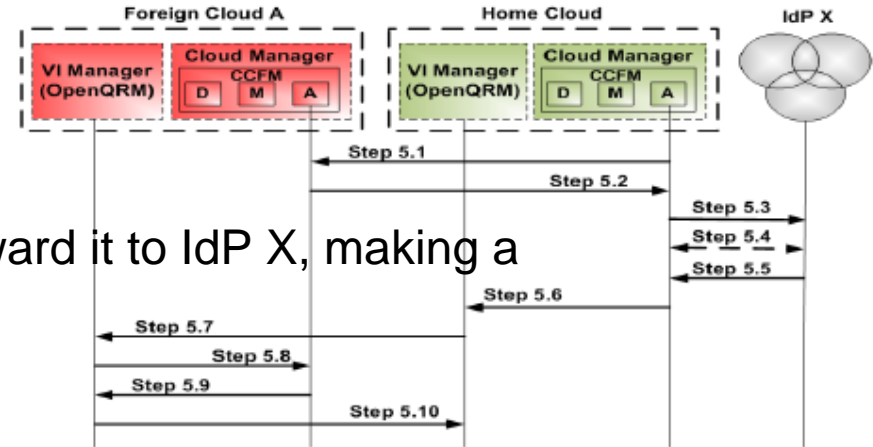 Foreign Cloud A Home Cloud IdP X
VI Manager
(OpenQRM)
Cloud Manager
CCFM
D M A
VI Manager
(OpenQRM)
Cloud Manager
CCFM
D M A
Step 5.1
Step 5.2
Step 5.3
ward it to IdP X, making a
Step 5.4
Step 5.5
Step 5.6
Step 5.7
Step 5.8
Step 5.9
Step 5.10